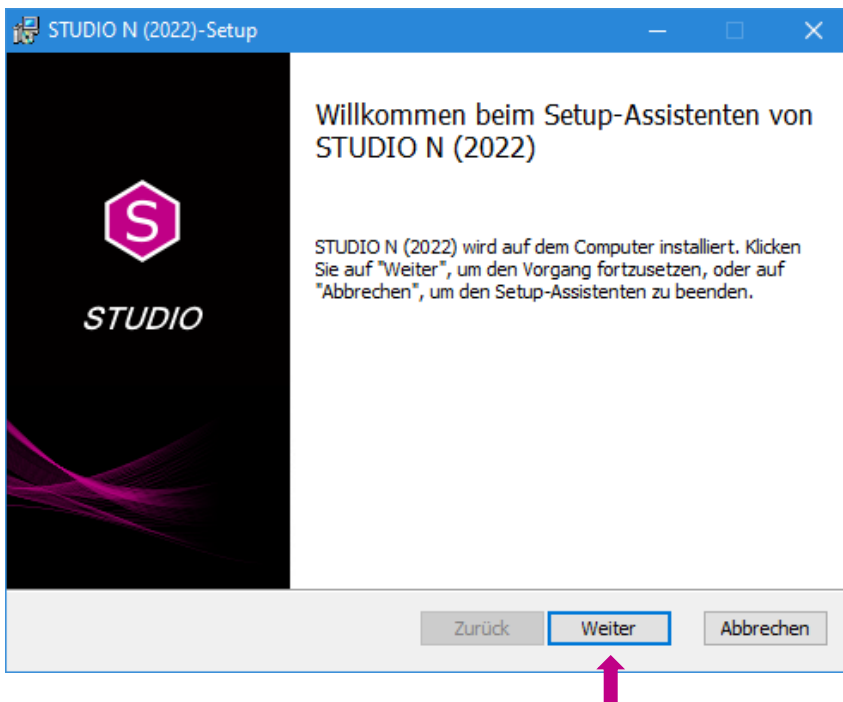 STUDIO N (2022)-Setup
Willkommen beim Setup-Assistenten von
STUDIO N (2022)
S
STUDIO
STUDIO N (2022) wird auf dem Computer installiert. Klicken
Sie auf "Weiter", um den Vorgang fortzusetzen, oder auf
"Abbrechen", um den Setup-Assistenten zu beenden.
Zurück
Weiter
Abbrechen